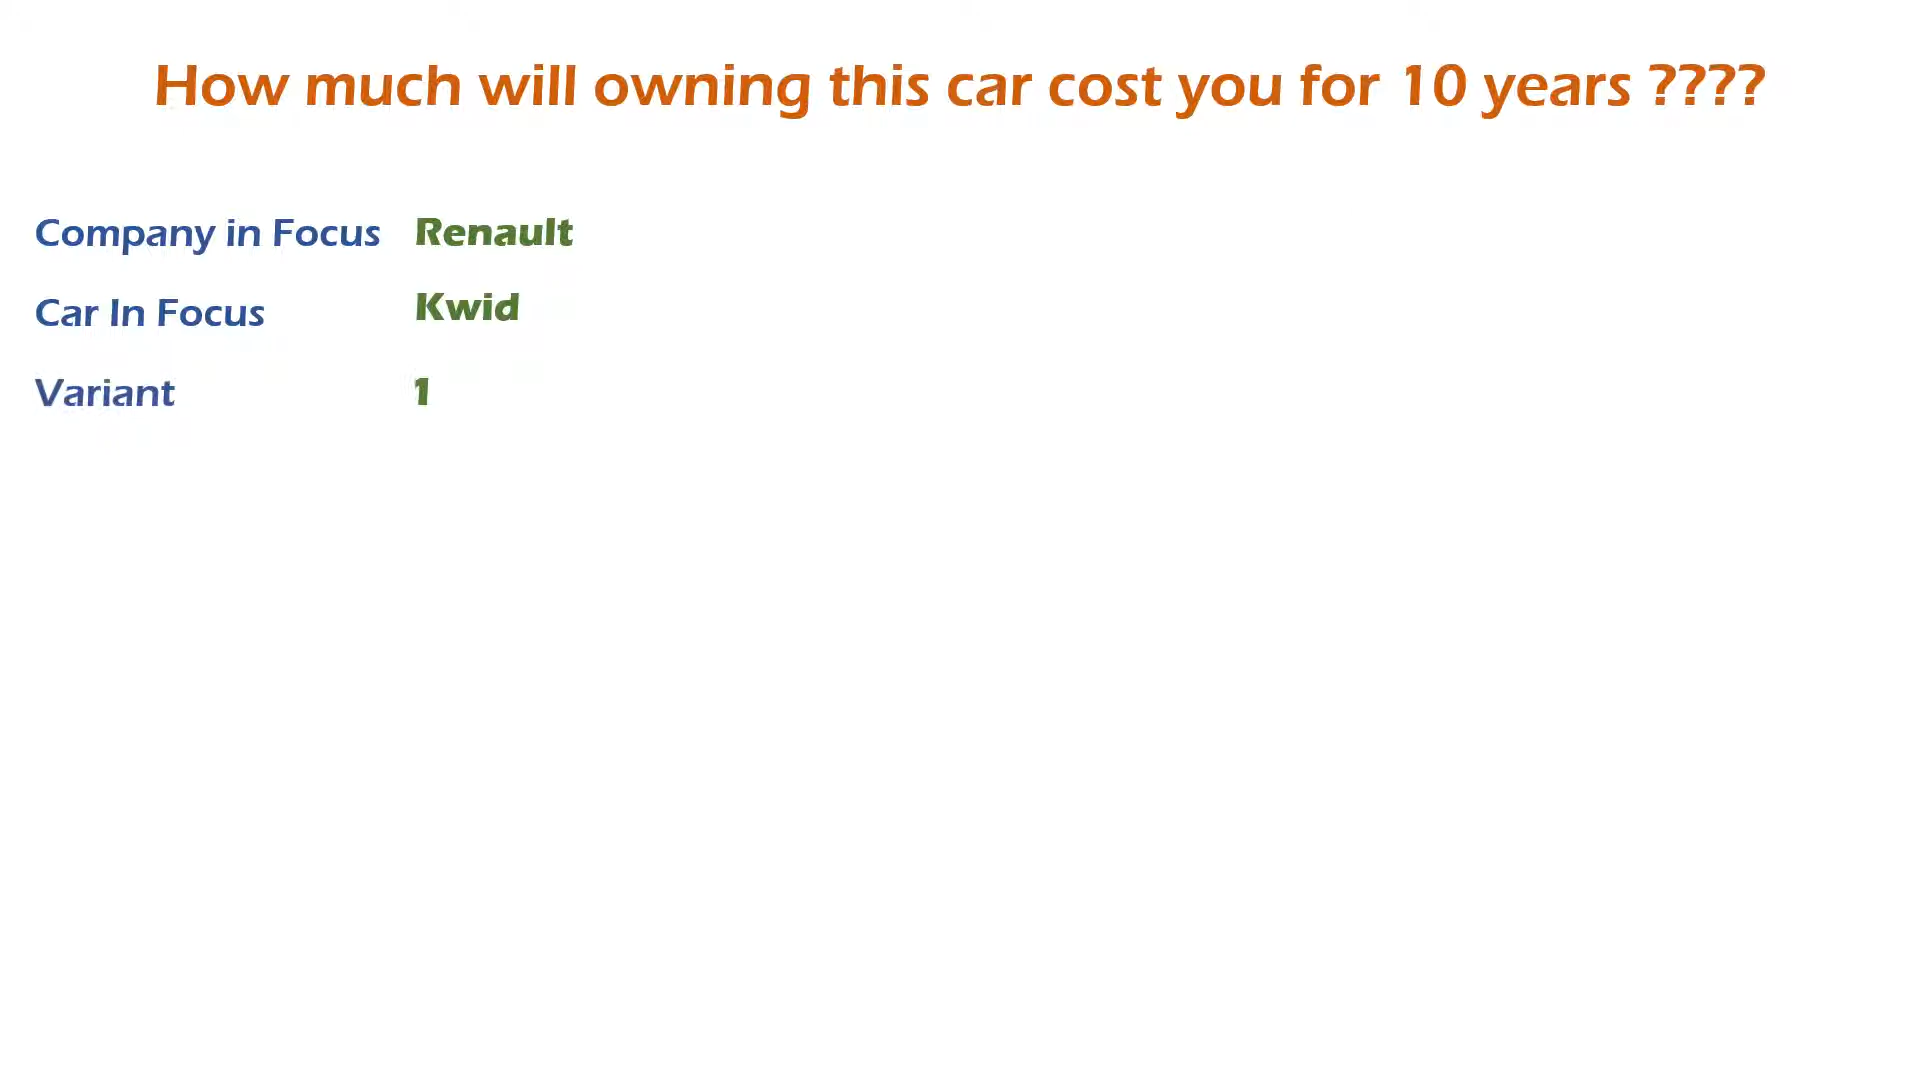 How much will owning this car cost you for 10 years ????
Company in Focus Renault
Car In Focus Kwid
Variant 1